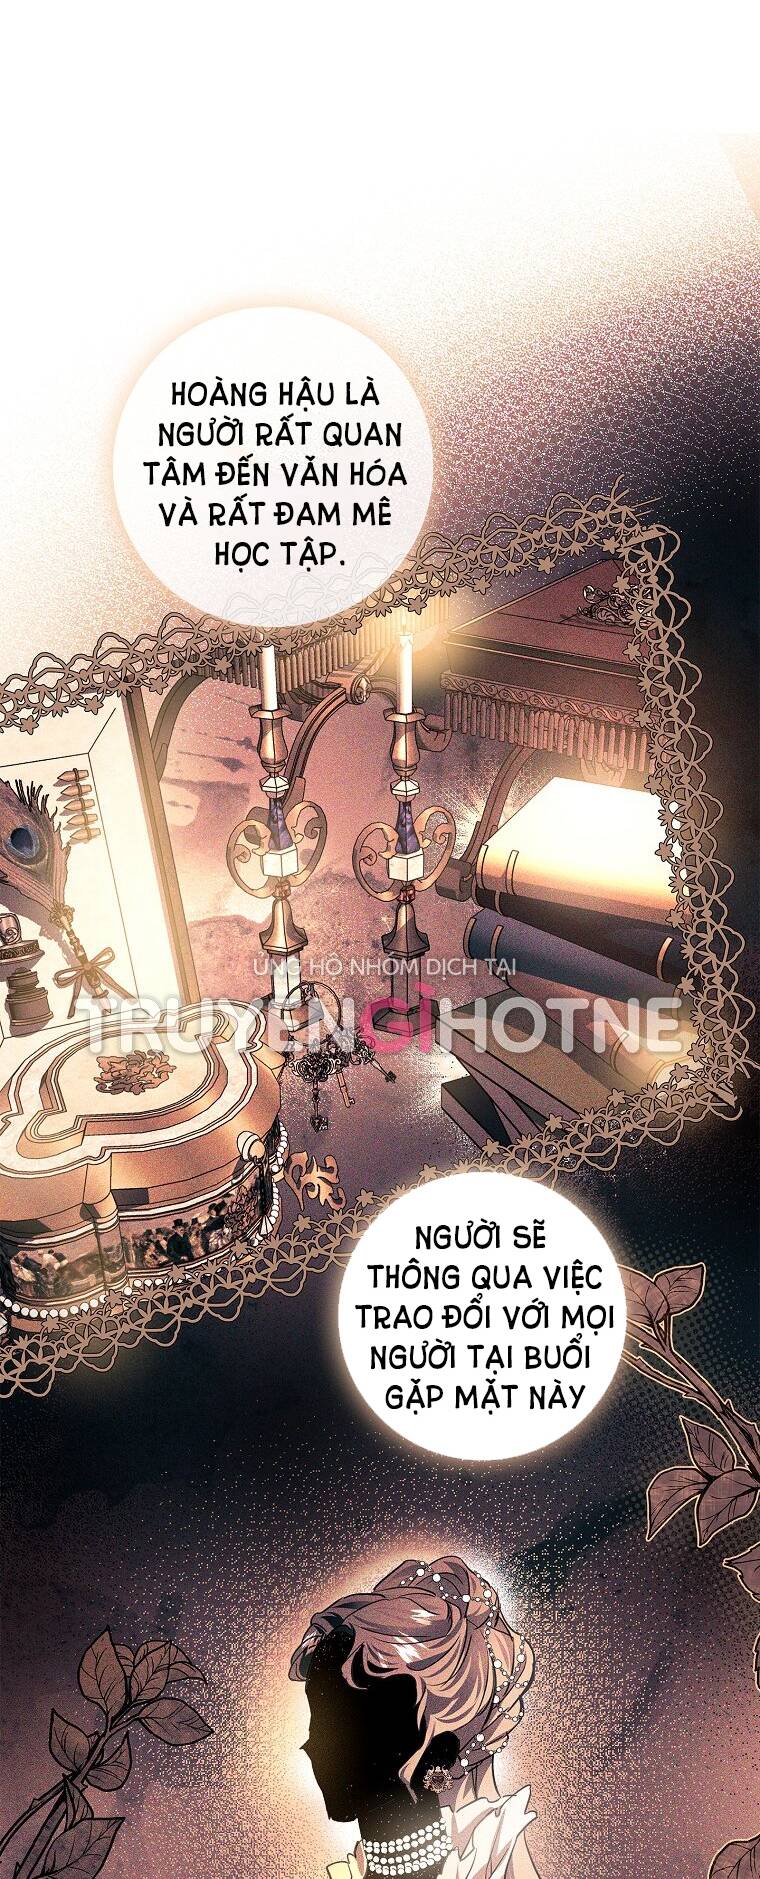 HOÀNG HẬU LÀ
NGƯỜI RẤT QUAN
TÂM ĐẾN VĂN HÓA
VÀ RẤT ĐAM MÊ
HỌC TẬP.
ỦNG HỘ NHÓM DỊCH TẠI
TRUYENGIHOTNE
NGƯỜI SẼ
THÔNG QUA VIỆC
TRAO ĐỔI VỚI MỌI
NGƯỜI TẠI BUỔI
GẶP MẶT NÀY